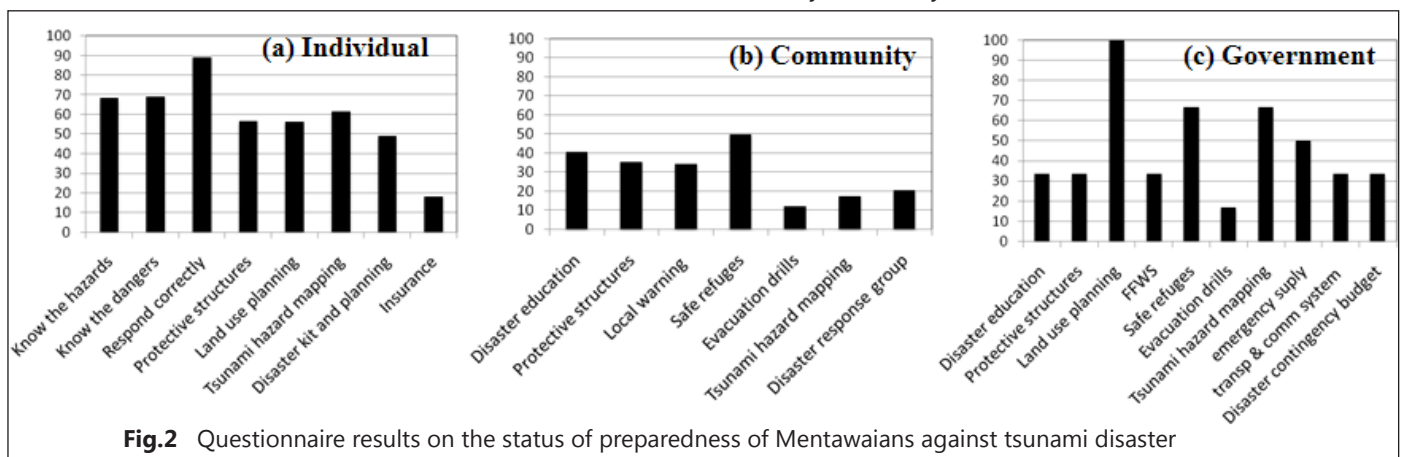 (a) Individual
100
90
80
70
60
50
40
30
20
10
0
Know the hazards
Know the dangers
Respond correctly
Protective structures
Land use planning
Tsunami hazard mapping
Disaster kit and planning
Insurance
(b) Community
100
90
80
70
60
50
40
30
20
10
0
Disaster education
Protective structures
Local warning
Safe refuges
Evacuation drills
Tsunami hazard mapping
Disaster response group
(c) Government
100
90
80
70
60
50
40
30
20
10
0
Disaster education
Protective structures
Land use planning
FFWS
Safe refuges
Evacuation drills
Tsunami hazard mapping
emergency suply
transp & comm system
Disaster contingency budget
Fig.2 Questionnaire results on the status of preparedness of Mentawaians against tsunami disaster